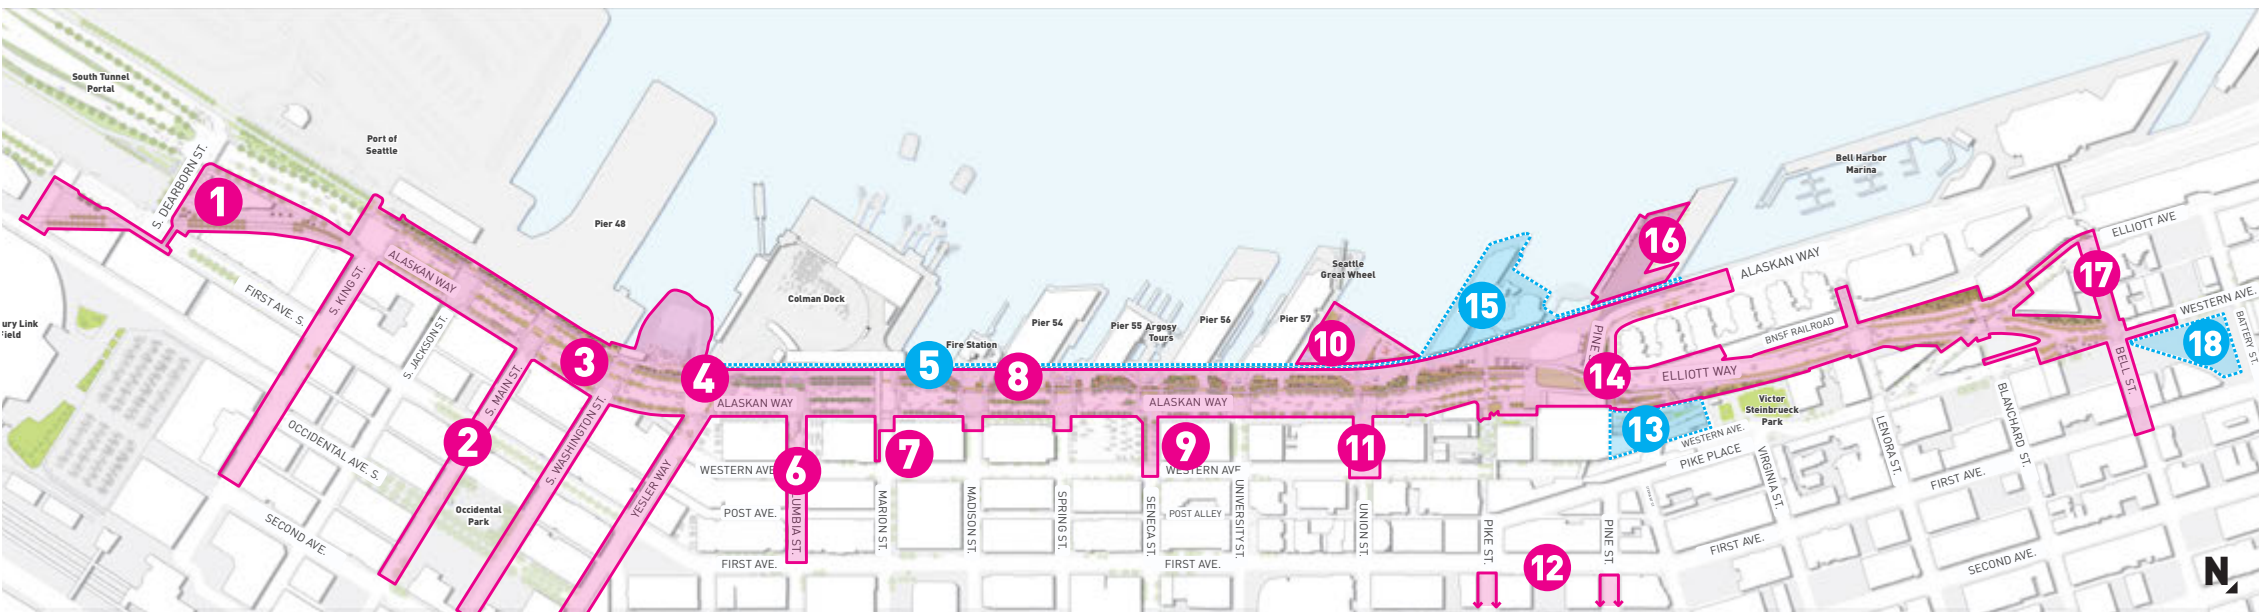 South Tunnel
Portal
Port of
Seattle
Pier 48
Colman Dock
Fire Station
Pier 54
Pier 55
Argosy
Tours
Pier 56
Pier 57
Seattle
Great Wheel
Bell Harbor
Marina
Victor
Steinbrueck
Park
Occidental
Park
ury Link
ield
S. DEARBORN ST.
ALASKAN WAY
FIRST AVE. S.
S. KING ST.
S. JACKSON ST.
S. MAIN ST.
OCCIDENTAL AVE. S.
S. WASHINGTON ST.
SECOND AVE.
YESLER WAY
ALASKAN WAY
ALASKAN WAY
WESTERN AVE
WESTERN AVE
POST AVE.
POST ALLEY
FIRST AVE.
FIRST AVE.
LUMBIA ST.
MARION ST.
MADISON ST.
SPRING ST.
SENECA ST.
UNIVERSITY ST.
UNION ST.
PIKE ST.
PINE ST.
PINE S
ALASKAN WAY
ELLIOTT WAY
BNSF RAILROAD
ELLIOTT AVE
WESTERN AVE.
BATTERY ST.
BELL ST.
BLANCHARD ST.
LENORA ST.
VIRGINIA ST.
WESTERN AVE.
PIKE PLACE
FIRST AVE.
FIRST AVE.
SECOND AVE.
1
2
3
4
5
6
7
8
9
10
11
12
13
14
15
16
17
18
N